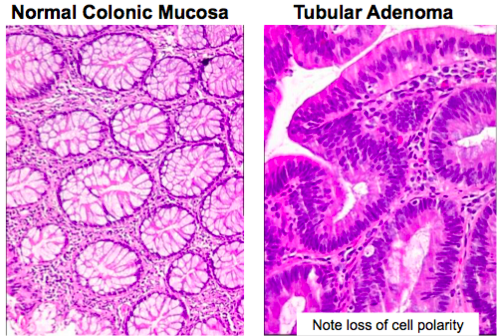 Normal Colonic Mucosa
Tubular Adenoma
Note loss of cell polarity